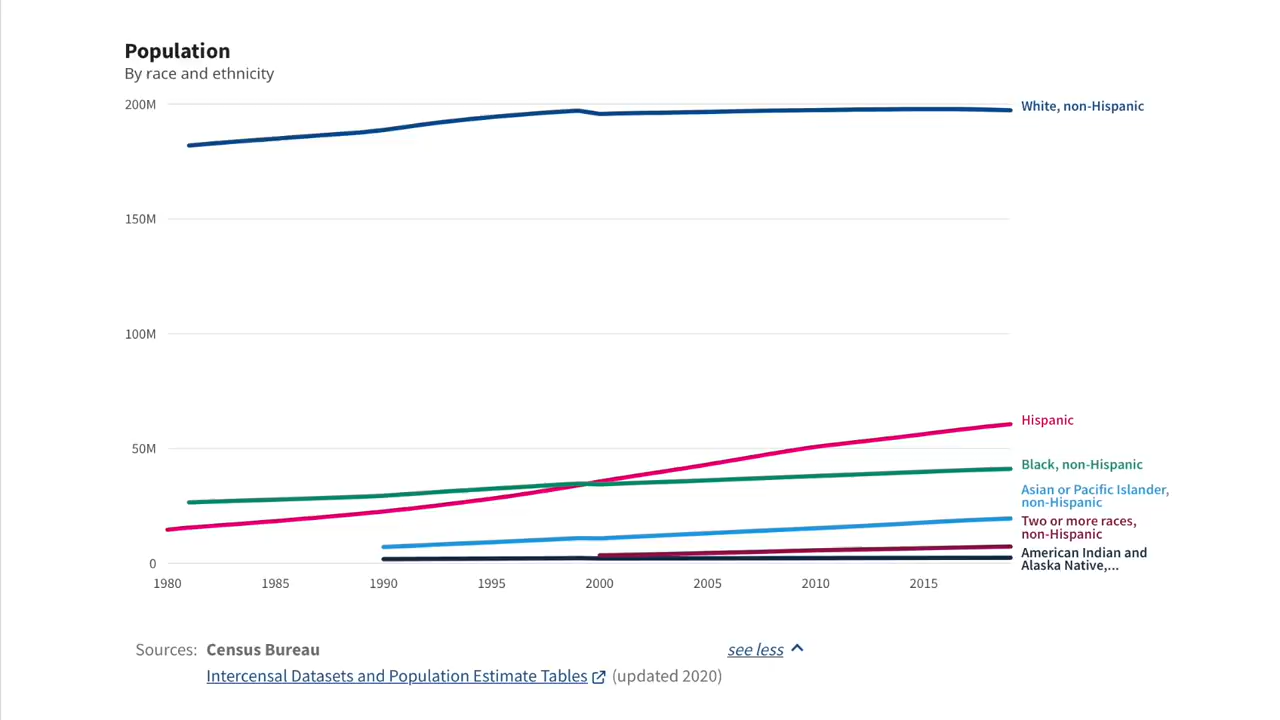 Population
By race and ethnicity
200M
White, non-Hispanic
150M
100M
50M
Hispanic
Black, non-Hispanic
Asian or Pacific Islander,
non-Hispanic
Two or more races,
non-Hispanic
American Indian and
Alaska Native,...
0
1980 1985 1990 1995 2000 2005 2010 2015
Sources: Census Bureau see less
Intercensal Datasets and Population Estimate Tables (updated 2020)